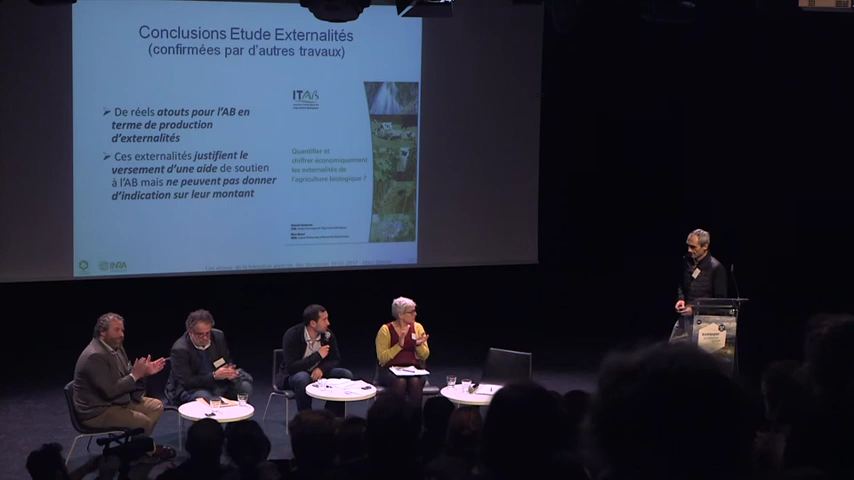 Conclusions Etude Externalités
(confirmées par d'autres travaux)
➢ De réels atouts pour l'AB en
terme de production
d'externalités
➢ Ces externalités justifient le
versement d'une aide de soutien
à l'AB mais ne peuvent pas donner
d'indication sur leur montant
ITAB
Quantifier et
chiffrer économiquement
les externalités de
l'agriculture biologique ?
INRA